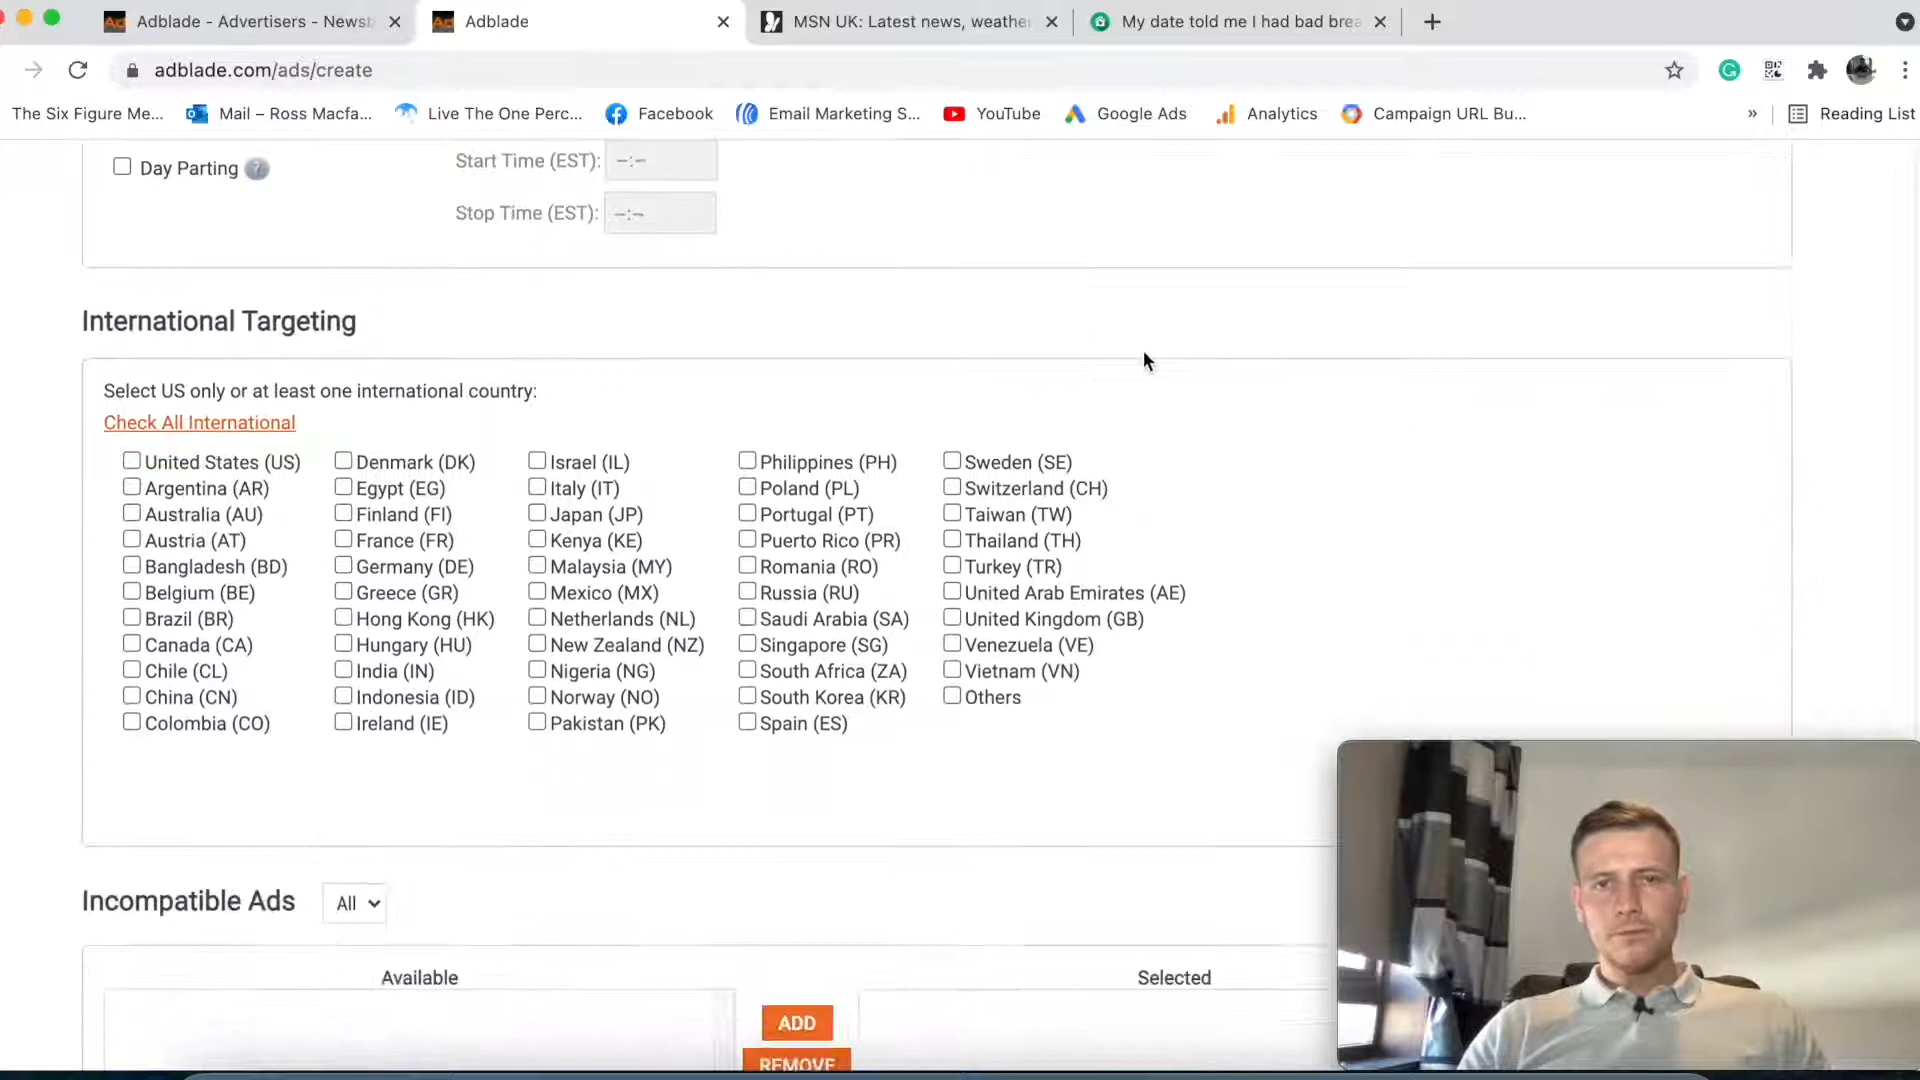 Adblade - Advertisers - Newsb
Adblade
MSN UK: Latest news, weathe
My date told me I had bad brea
adblade.com/ads/create
The Six Figure Me...
Mail – Ross Macfa...
Live The One Perc...
Facebook
Email Marketing S...
YouTube
Google Ads
Analytics
Campaign URL Bu...
»
Reading List
Day Parting ?
Start Time (EST): --:--
Stop Time (EST): --:--
International Targeting
Select US only or at least one international country:
Check All International
United States (US) Denmark (DK) Israel (IL) Philippines (PH) Sweden (SE)
Argentina (AR) Egypt (EG) Italy (IT) Poland (PL) Switzerland (CH)
Australia (AU) Finland (FI) Japan (JP) Portugal (PT) Taiwan (TW)
Austria (AT) France (FR) Kenya (KE) Puerto Rico (PR) Thailand (TH)
Bangladesh (BD) Germany (DE) Malaysia (MY) Romania (RO) Turkey (TR)
Belgium (BE) Greece (GR) Mexico (MX) Russia (RU) United Arab Emirates (AE)
Brazil (BR) Hong Kong (HK) Netherlands (NL) Saudi Arabia (SA) United Kingdom (GB)
Canada (CA) Hungary (HU) New Zealand (NZ) Singapore (SG) Venezuela (VE)
Chile (CL) India (IN) Nigeria (NG) South Africa (ZA) Vietnam (VN)
China (CN) Indonesia (ID) Norway (NO) South Korea (KR) Others
Colombia (CO) Ireland (IE) Pakistan (PK) Spain (ES)
Incompatible Ads All
Available
Selected
ADD
REMOVE